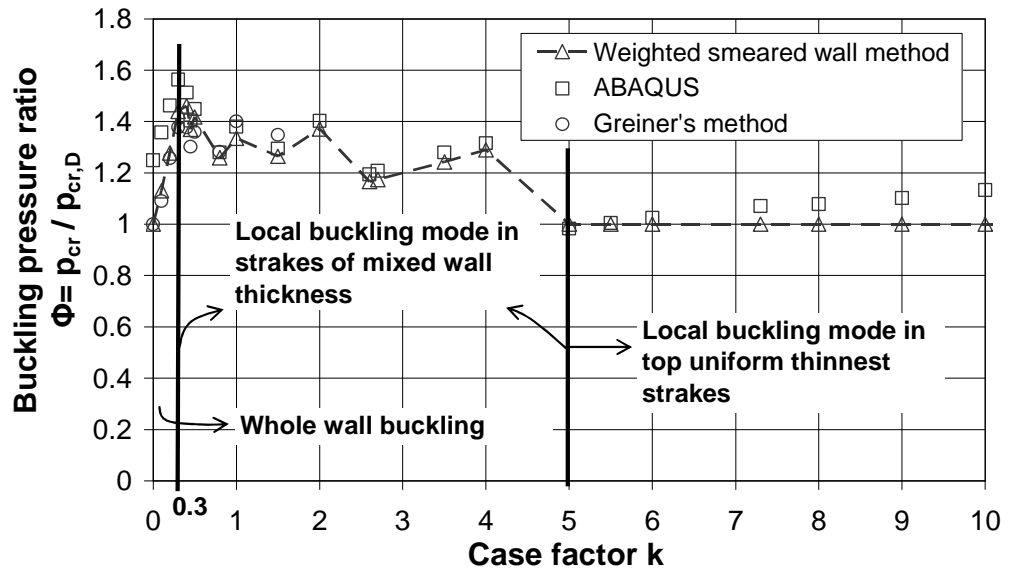 1.8
1.6
1.4
1.2
1
0.8
0.6
0.4
0.2
0
Buckling pressure ratio
Φ= pcr / pcr,D
Weighted smeared wall method
ABAQUS
Greiner's method
Local buckling mode in
strakes of mixed wall
thickness
Local buckling mode in
top uniform thinnest
strakes
Whole wall buckling
0.3
0 1 2 3 4 5 6 7 8 9 10
Case factor k